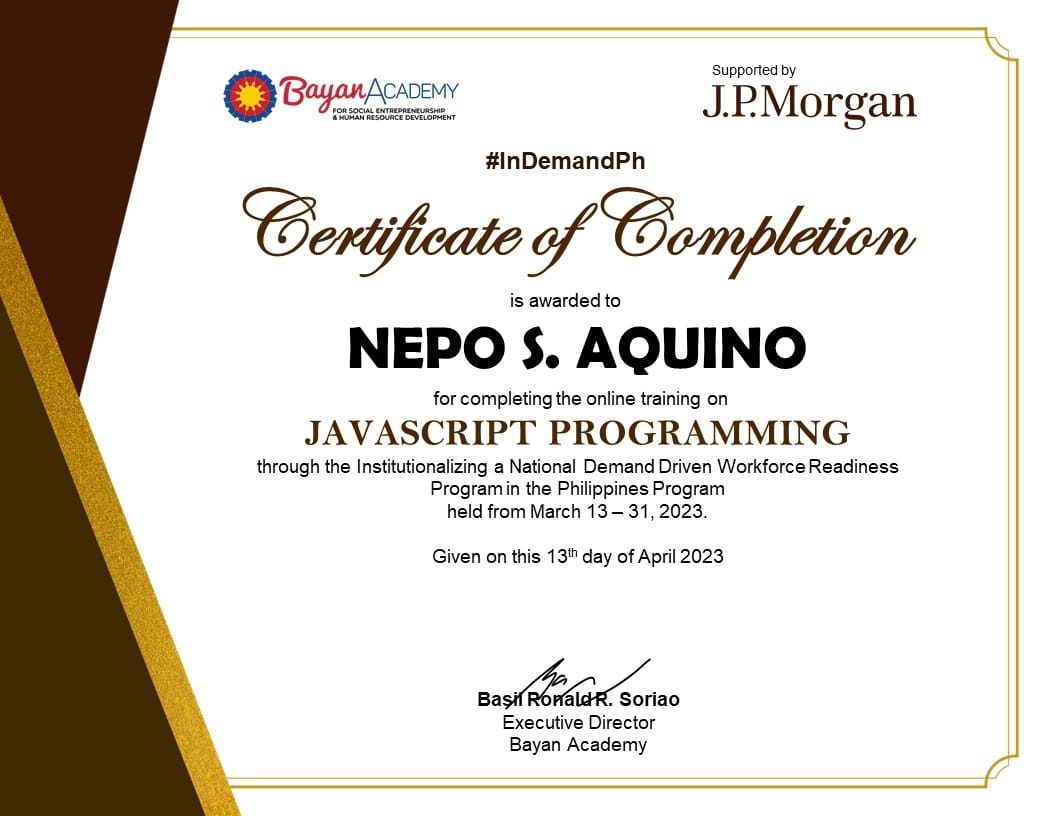 Bayan ACADEMY
FOR SOCIAL ENTREPRENEURSHIP
& HUMAN RESOURCE DEVELOPMENT
Supported by
J.P.Morgan
#InDemandPh
Certificate of Completion
is awarded to
NEPO S. AQUINO
for completing the online training on
JAVASCRIPT PROGRAMMING
through the Institutionalizing a National Demand Driven Workforce Readiness
Program in the Philippines Program
held from March 13 – 31, 2023.
Given on this 13th day of April 2023
Basil Ronald R. Soriao
Executive Director
Bayan Academy